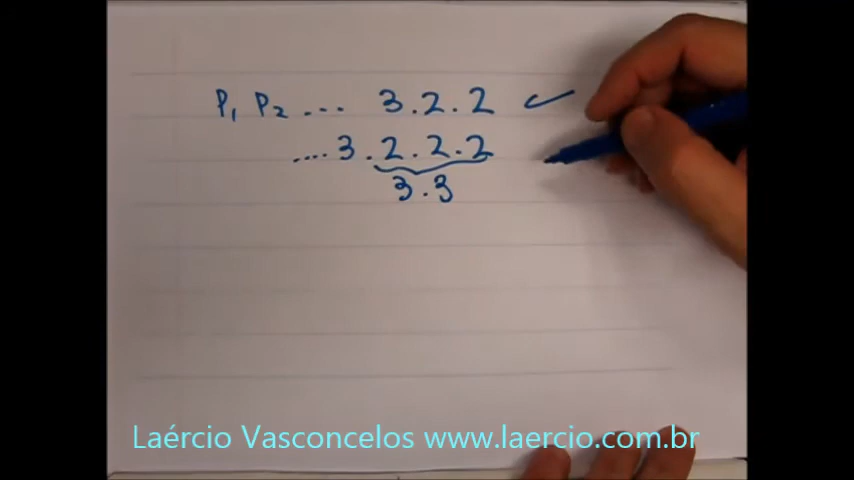 P₁ P₂ ... 3.2.2 ✓
....3.2.2.2
3.3
Laércio Vasconcelos www.laercio.com.br